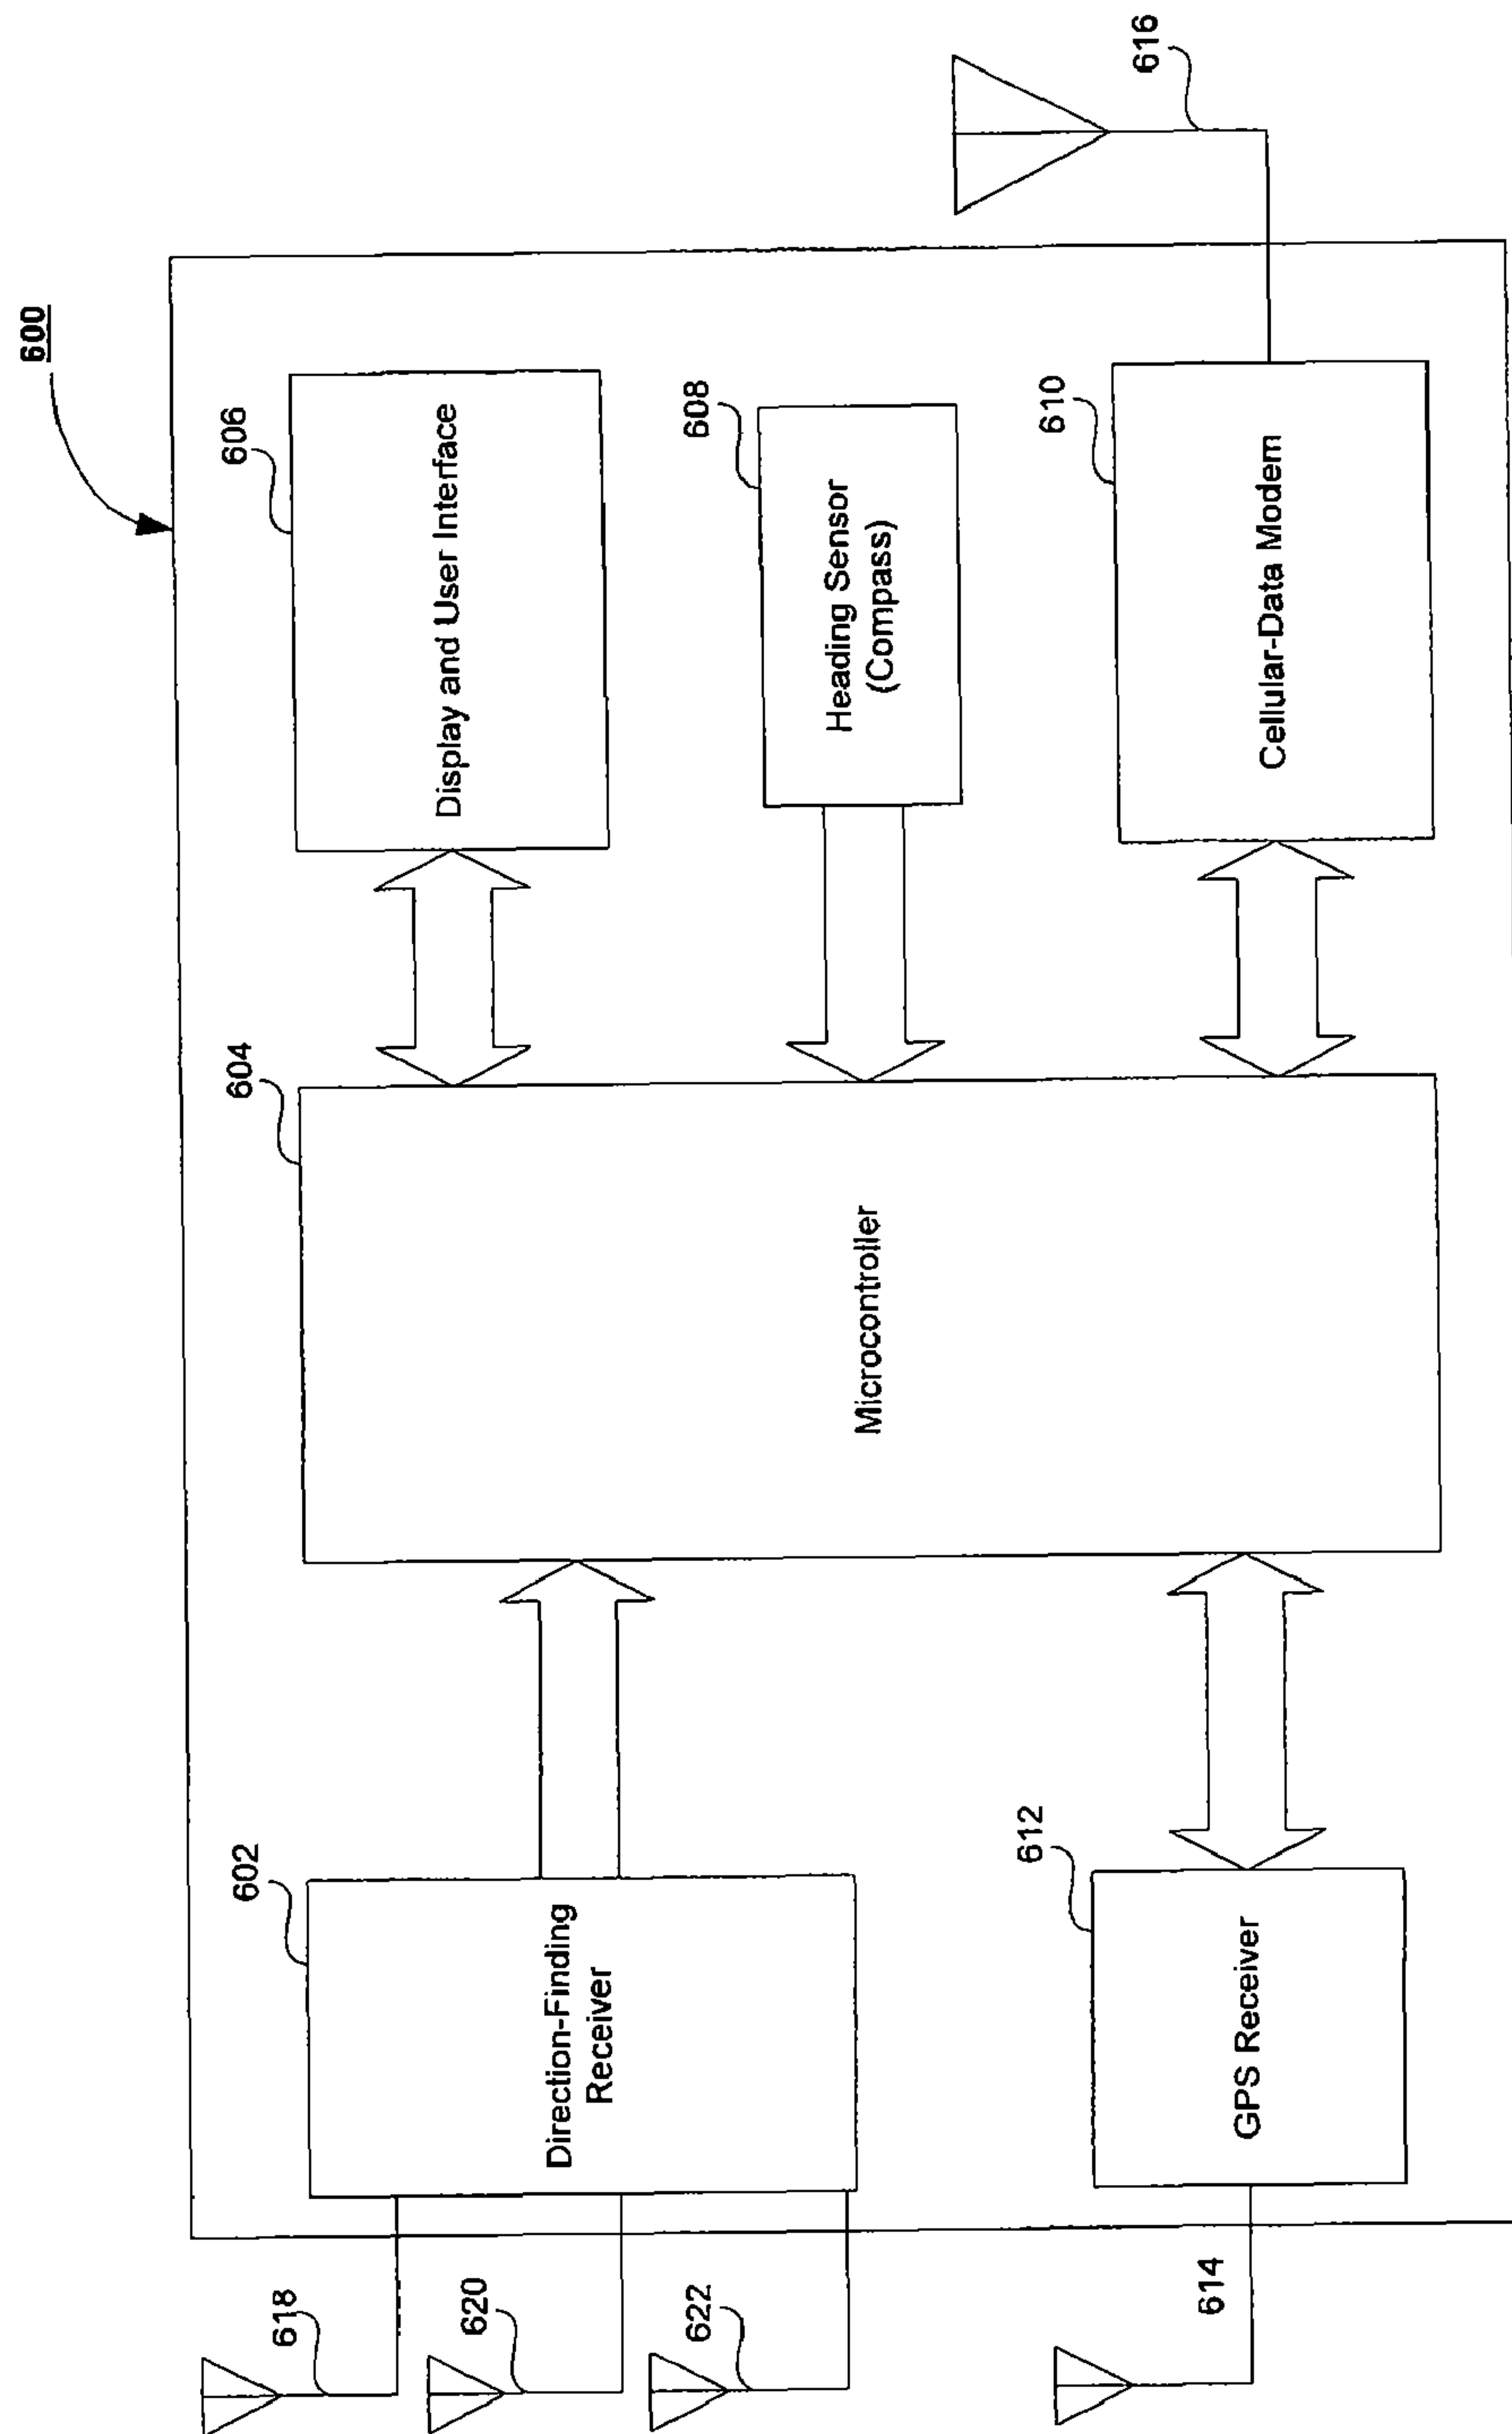 600
616
606
Display and User Interface
608
Heading Sensor
(Compass)
610
Cellular-Data Modem
604
Microcontroller
602
Direction-Finding
Receiver
612
GPS Receiver
618
620
622
614